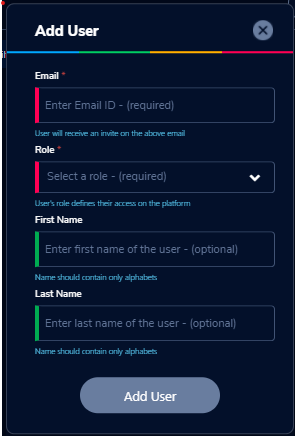 Add User
Email *
Enter Email ID - (required)
User will receive an invite on the above email
Role *
Select a role - (required)
User's role defines their access on the platform
First Name
Enter first name of the user - (optional)
Name should contain only alphabets
Last Name
Enter last name of the user - (optional)
Name should contain only alphabets
Add User